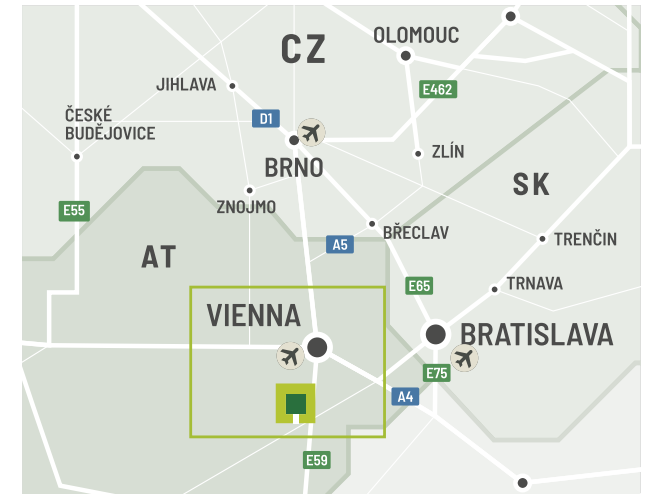 OLOMOUC
CZ
JIHLAVA
E462
ČESKÉ
BUDĚJOVICE
D1
ZLÍN
BRNO
SK
ZNOJMO
E55
BŘECLAV
TRENČIN
A5
AT
TRNAVA
E65
VIENNA
BRATISLAVA
E75
A4
E59